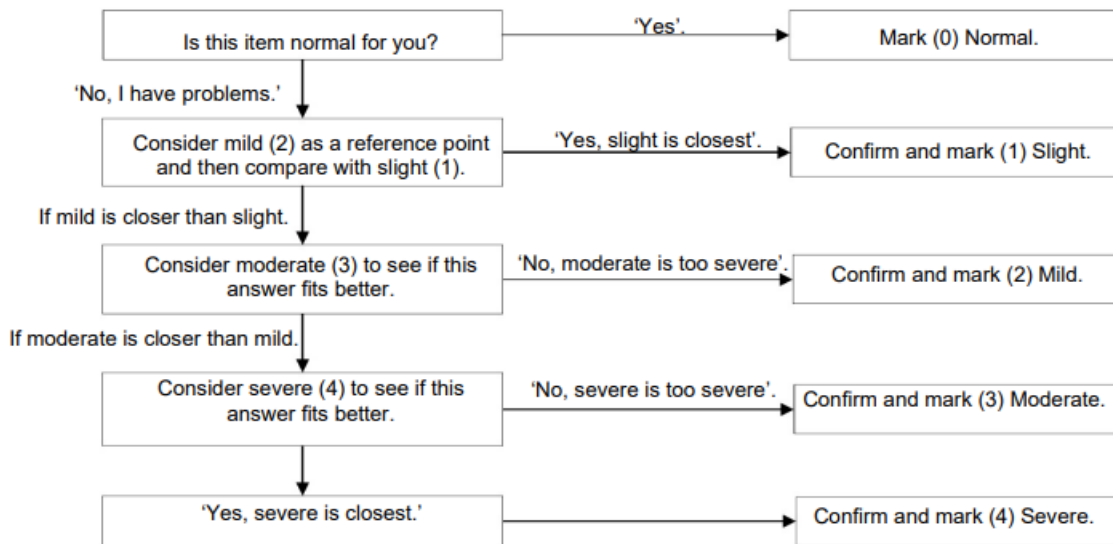 Is this item normal for you?
‘Yes’.
Mark (0) Normal.
‘No, I have problems.’
Consider mild (2) as a reference point
and then compare with slight (1).
‘Yes, slight is closest’.
Confirm and mark (1) Slight.
If mild is closer than slight.
Consider moderate (3) to see if this
answer fits better.
‘No, moderate is too severe’.
Confirm and mark (2) Mild.
If moderate is closer than mild.
Consider severe (4) to see if this
answer fits better.
‘No, severe is too severe’.
Confirm and mark (3) Moderate.
‘Yes, severe is closest.’
Confirm and mark (4) Severe.